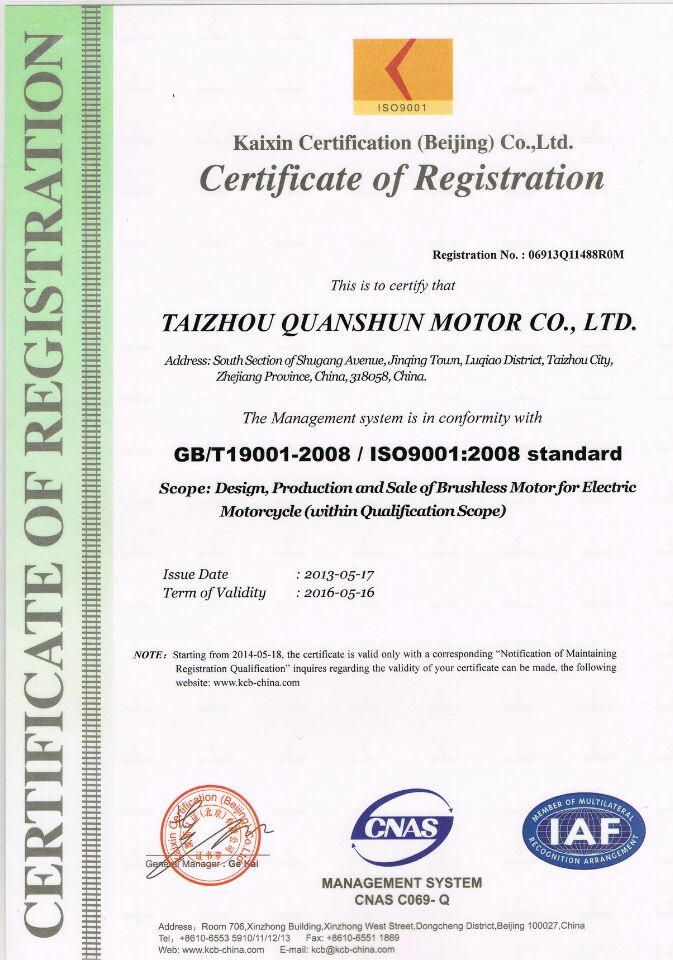 CERTIFICATE OF REGISTRATION
ISO9001
Kaixin Certification (Beijing) Co.,Ltd.
Certificate of Registration
Registration No. : 06913Q11488R0M
This is to certify that
TAIZHOU QUANSHUN MOTOR CO., LTD.
Address: South Section of Shugang Avenue, Jinqing Town, Luqiao District, Taizhou City,
Zhejiang Province, China, 318058, China.
The Management system is in conformity with
GB/T19001-2008 / ISO9001:2008 standard
Scope: Design, Production and Sale of Brushless Motor for Electric
Motorcycle (within Qualification Scope)
Issue Date : 2013-05-17
Term of Validity : 2016-05-16
NOTE: Starting from 2014-05-18, the certificate is valid only with a corresponding “Notification of Maintaining
Registration Qualification” inquires regarding the validity of your certificate can be made, the following
website: www.kcb-china.com
Kaixin Certification (Beijing) Co.Ltd
证书章
General Manager : Ge Kai
CNAS
MEMBER OF MULTILATERAL
IAF
RECOGNITION ARRANGEMENT
MANAGEMENT SYSTEM
CNAS C069- Q
Address: Room 706,Xinzhong Building,Xinzhong West Street,Dongcheng District,Beijing 100027,China
Tel: +8610-6553 5910/11/12/13 Fax: +8610-6551 1869
Web: www.kcb-china.com E-mail: kcb@kcb-china.com